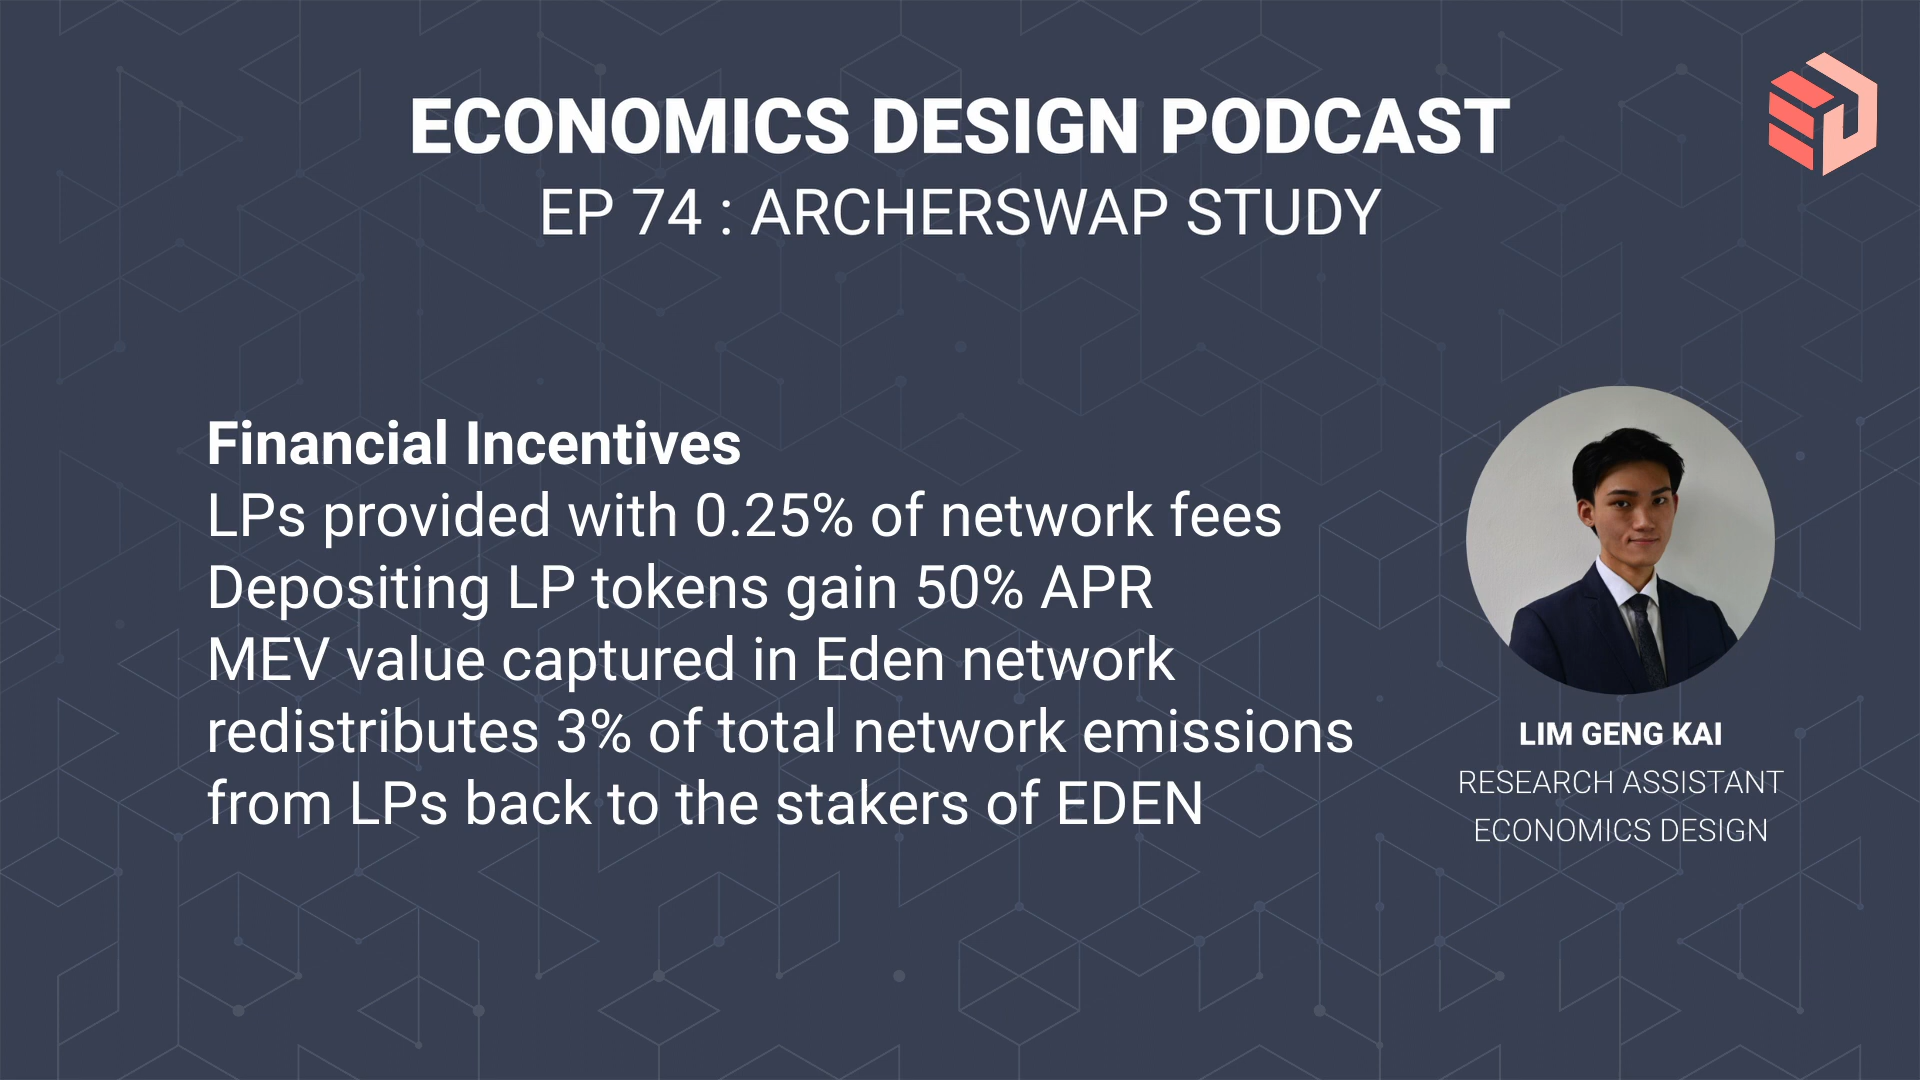 ECONOMICS DESIGN PODCAST
EP 74 : ARCHERSWAP STUDY
Financial Incentives
LPs provided with 0.25% of network fees
Depositing LP tokens gain 50% APR
MEV value captured in Eden network
redistributes 3% of total network emissions
from LPs back to the stakers of EDEN
LIM GENG KAI
RESEARCH ASSISTANT
ECONOMICS DESIGN